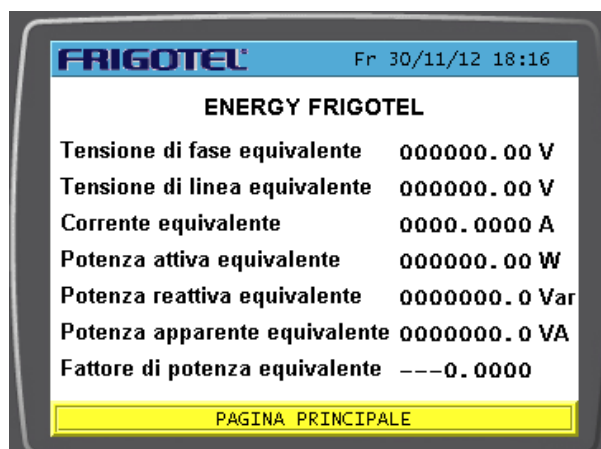 FRIGOTEL Fr 30/11/12 18:16
ENERGY FRIGOTEL
Tensione di fase equivalente 000000.00 V
Tensione di linea equivalente 000000.00 V
Corrente equivalente 0000.0000 A
Potenza attiva equivalente 000000.00 W
Potenza reattiva equivalente 0000000.0 Var
Potenza apparente equivalente 0000000.0 VA
Fattore di potenza equivalente ---0.0000
PAGINA PRINCIPALE